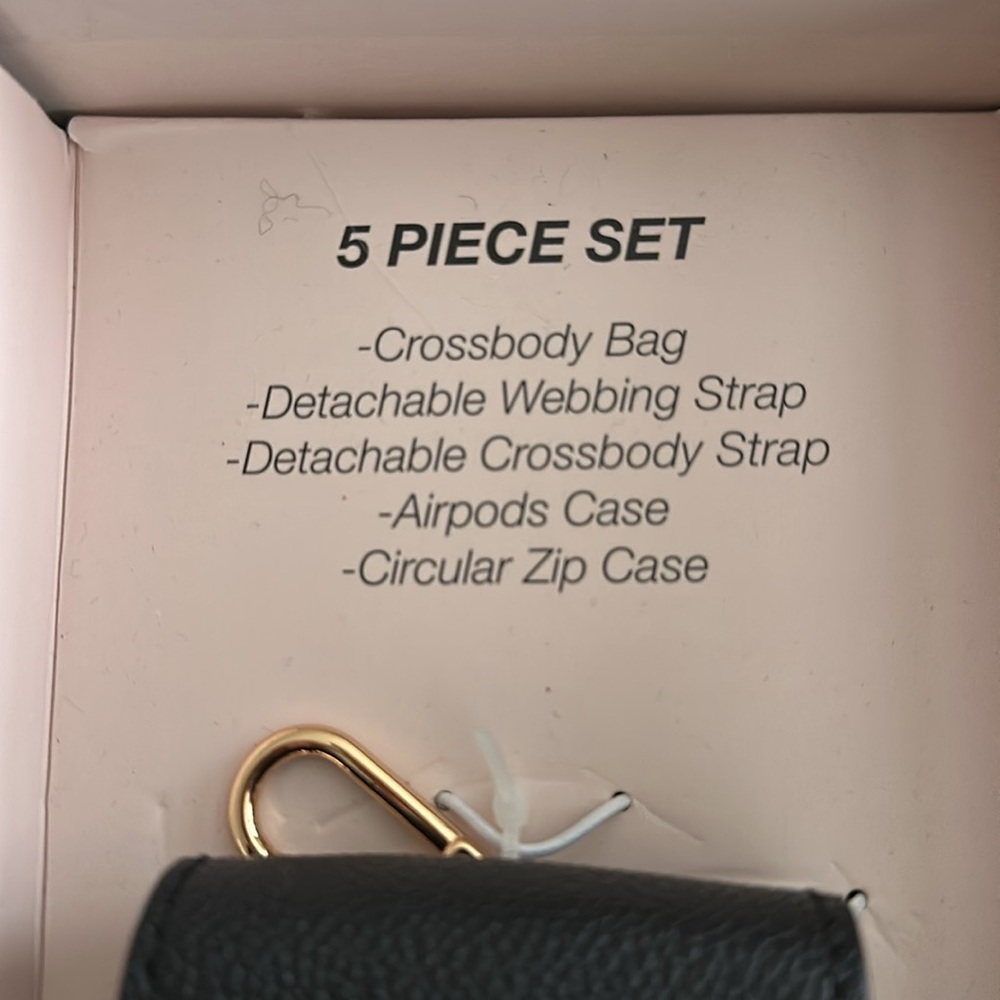 5 PIECE SET
-Crossbody Bag
-Detachable Webbing Strap
-Detachable Crossbody Strap
-Airpods Case
-Circular Zip Case